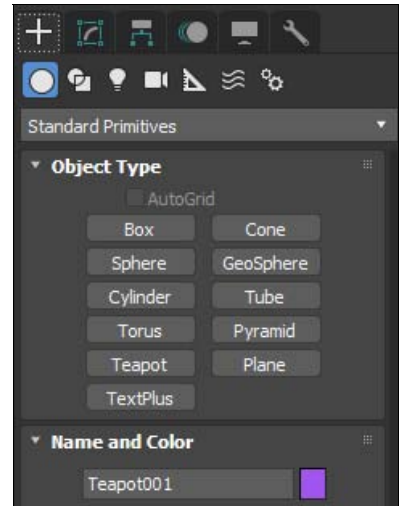 Standard Primitives
Object Type
AutoGrid
Box Cone
Sphere GeoSphere
Cylinder Tube
Torus Pyramid
Teapot Plane
TextPlus
Name and Color
Teapot001